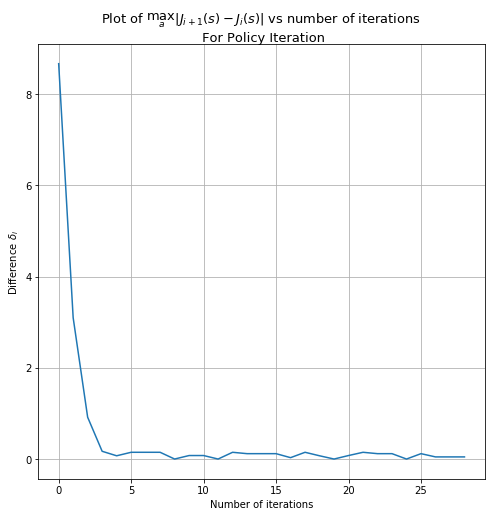 Plot of max_a |J_{i+1}(s) − J_i(s)| vs number of iterations
For Policy Iteration
8
6
4
2
0
Difference δ_i
0 5 10 15 20 25
Number of iterations